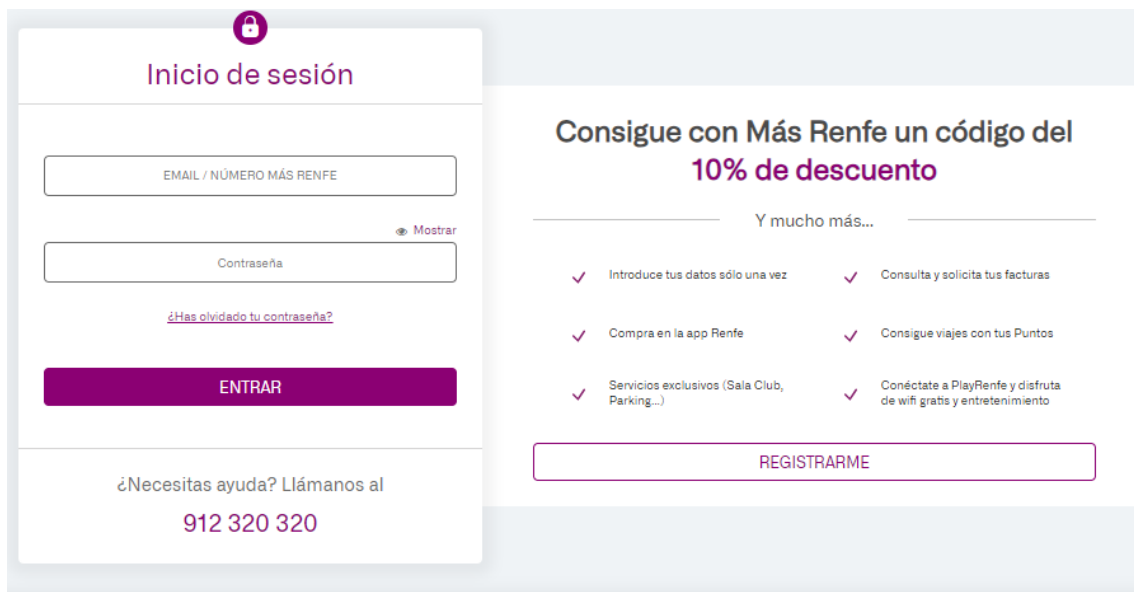 Inicio de sesión
EMAIL / NÚMERO MÁS RENFE
Mostrar
Contraseña
¿Has olvidado tu contraseña?
ENTRAR
¿Necesitas ayuda? Llámanos al
912 320 320
Consigue con Más Renfe un código del
10% de descuento
Y mucho más...
Introduce tus datos sólo una vez
Consulta y solicita tus facturas
Compra en la app Renfe
Consigue viajes con tus Puntos
Servicios exclusivos (Sala Club,
Parking...)
Conéctate a PlayRenfe y disfruta
de wifi gratis y entretenimiento
REGISTRARME